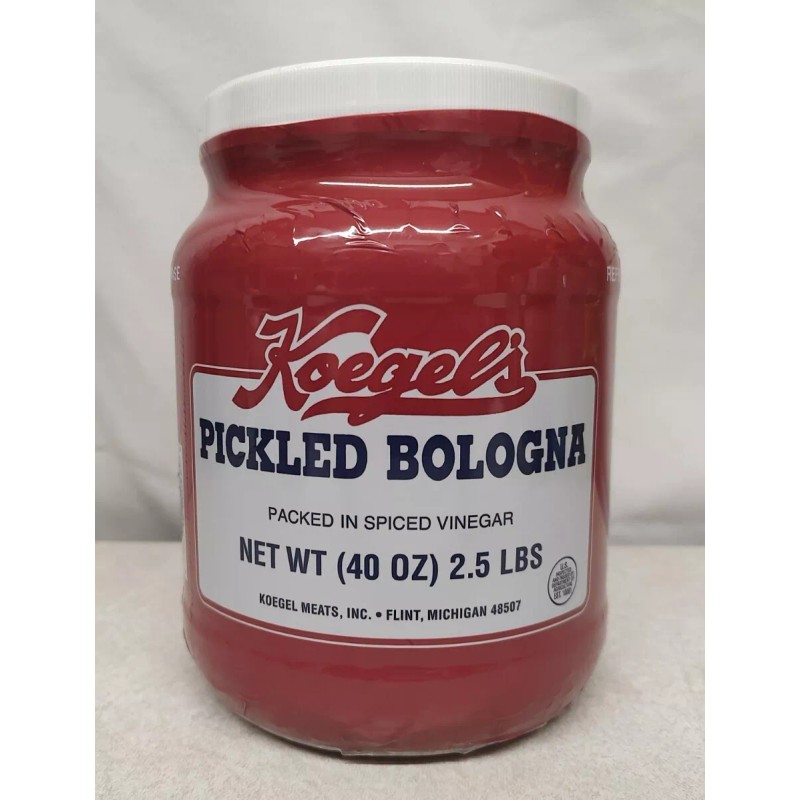 Koegel's
PICKLED BOLOGNA
PACKED IN SPICED VINEGAR
NET WT (40 OZ) 2.5 LBS
KOEGEL MEATS, INC. • FLINT, MICHIGAN 48507